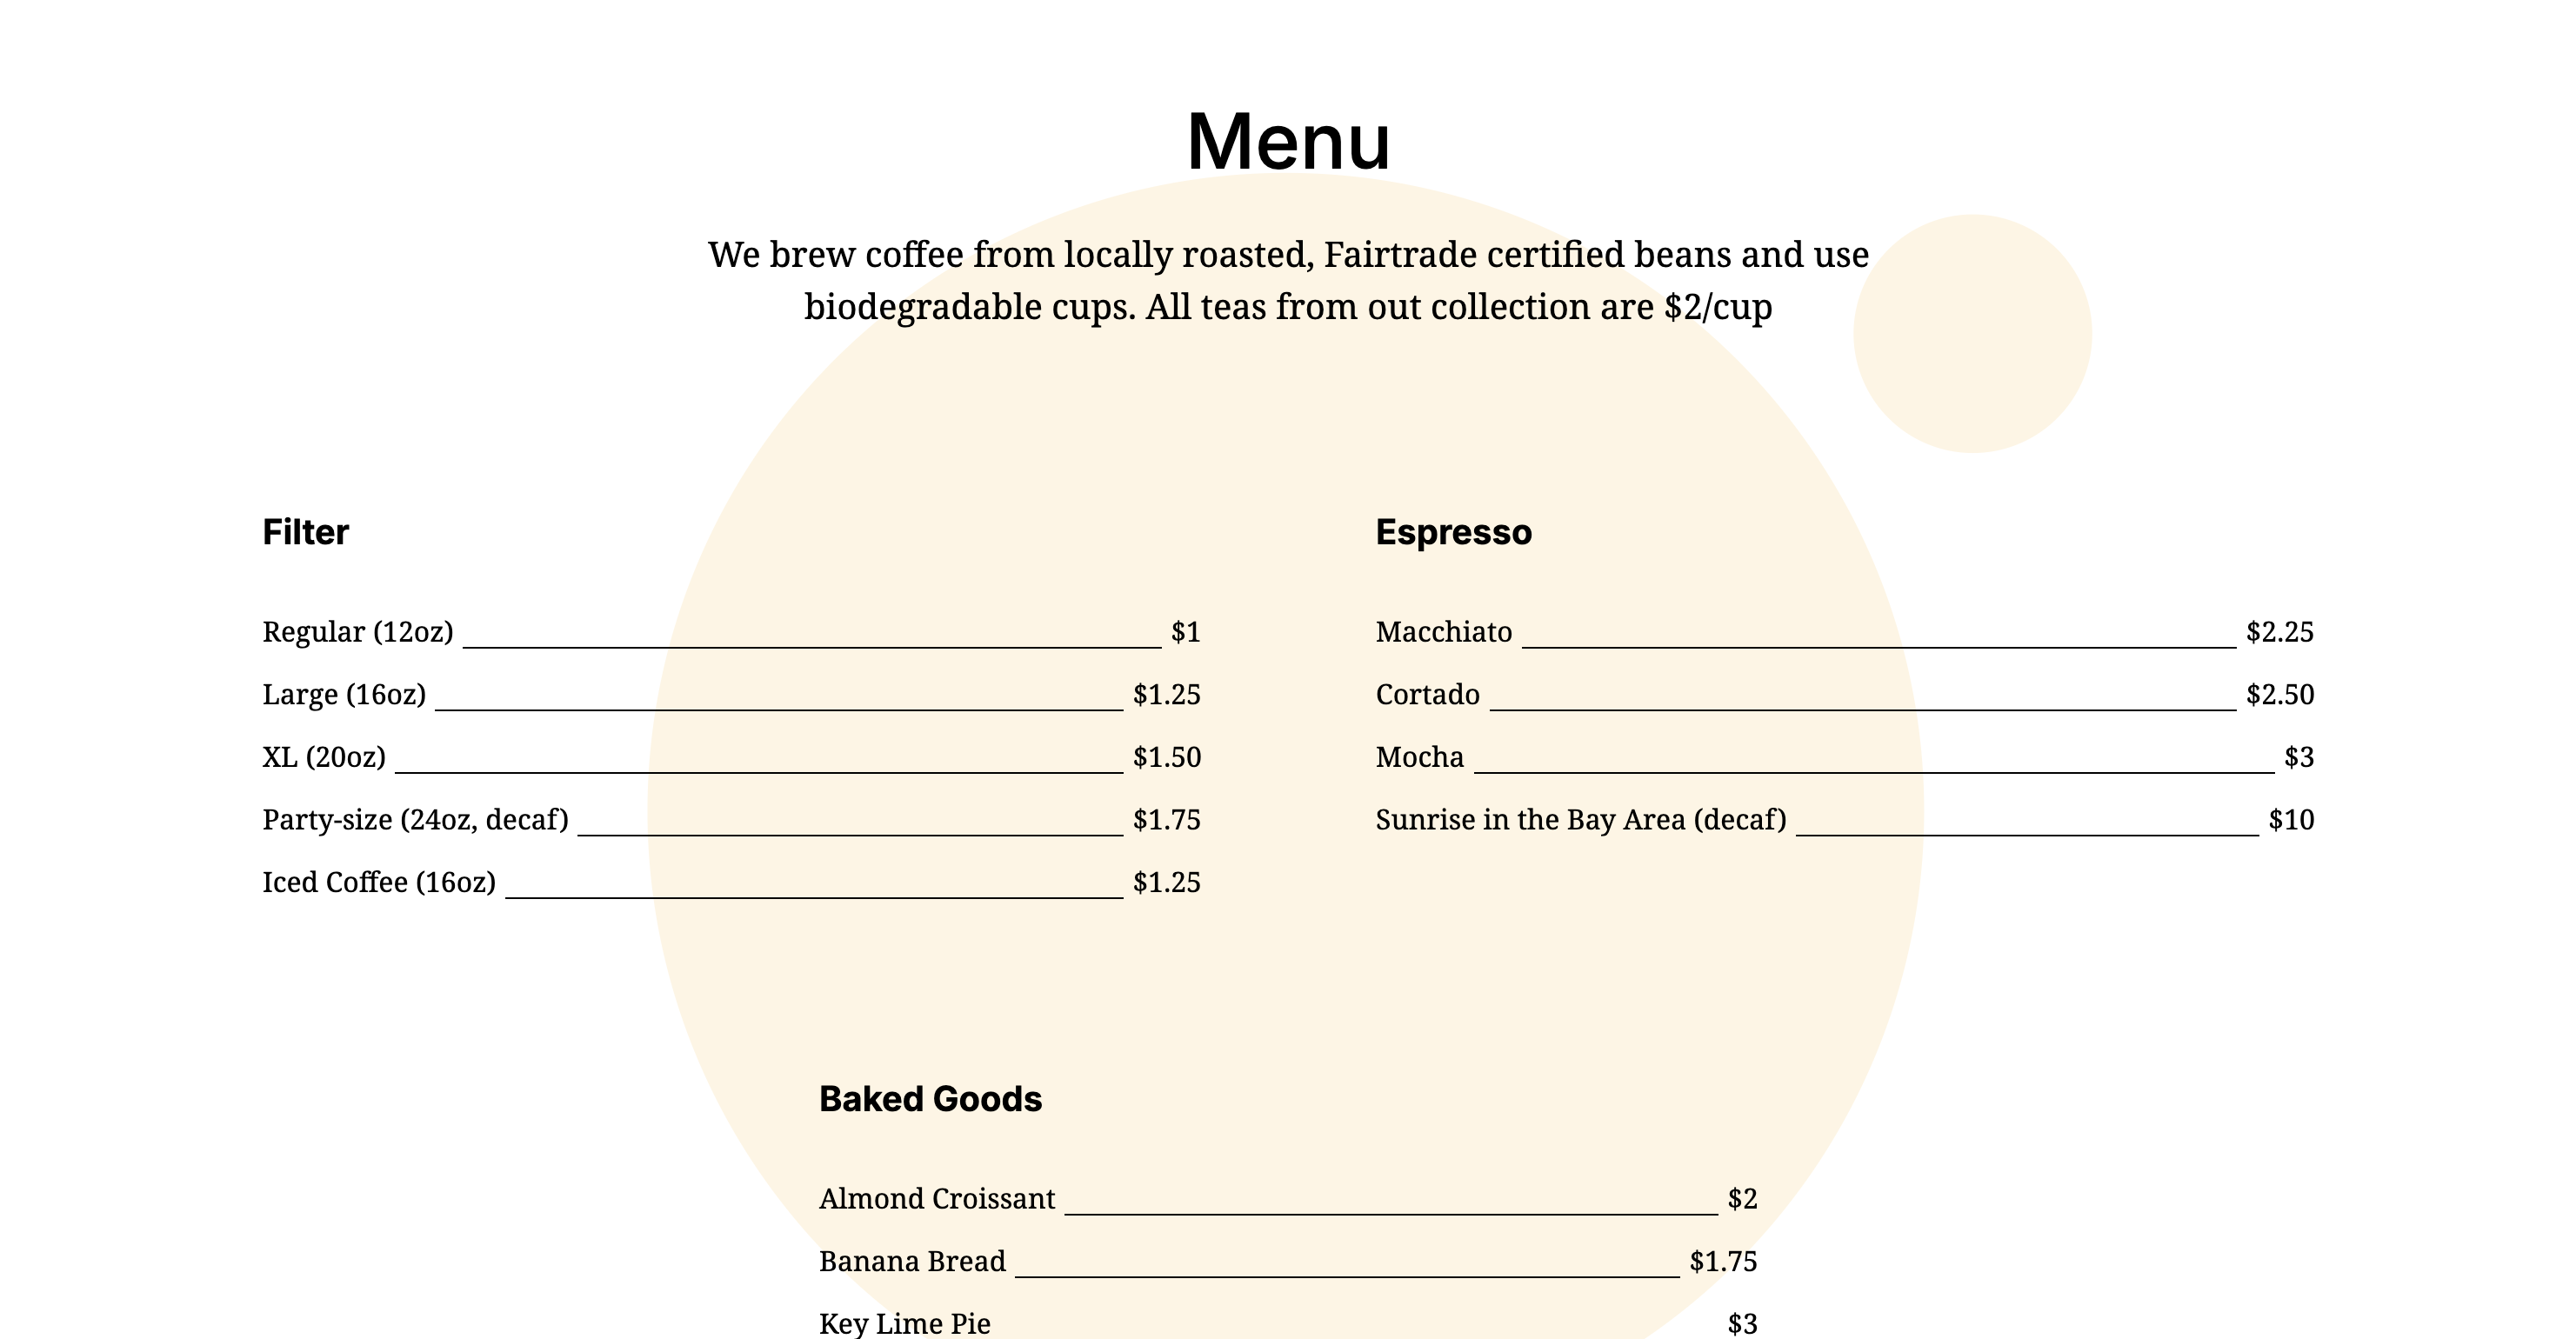 Menu
We brew coffee from locally roasted, Fairtrade certified beans and use
biodegradable cups. All teas from out collection are $2/cup
Filter
Regular (12oz) $1
Large (16oz) $1.25
XL (20oz) $1.50
Party-size (24oz, decaf) $1.75
Iced Coffee (16oz) $1.25
Espresso
Macchiato $2.25
Cortado $2.50
Mocha $3
Sunrise in the Bay Area (decaf) $10
Baked Goods
Almond Croissant $2
Banana Bread $1.75
Key Lime Pie $3